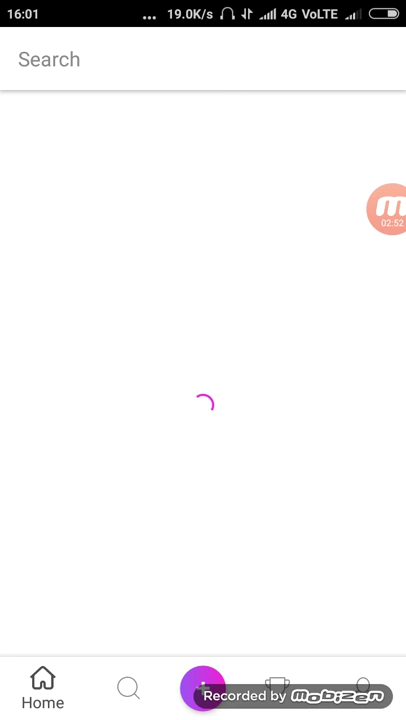 16:01 ... 19.0K/s 4G VoLTE
Search
m
02:52
Home
Recorded by mobizen